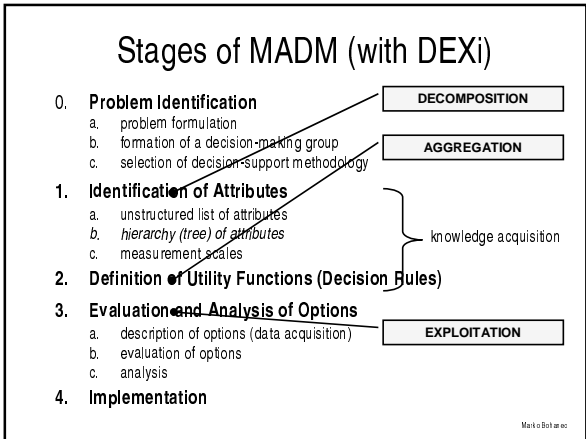 Stages of MADM (with DEXi)
0. Problem Identification
a. problem formulation
b. formation of a decision-making group
c. selection of decision-support methodology
1. Identification of Attributes
a. unstructured list of attributes
b. hierarchy (tree) of attributes
c. measurement scales
2. Definition of Utility Functions (Decision Rules)
3. Evaluation and Analysis of Options
a. description of options (data acquisition)
b. evaluation of options
c. analysis
4. Implementation
DECOMPOSITION
AGGREGATION
knowledge acquisition
EXPLOITATION
Marko Bohanec